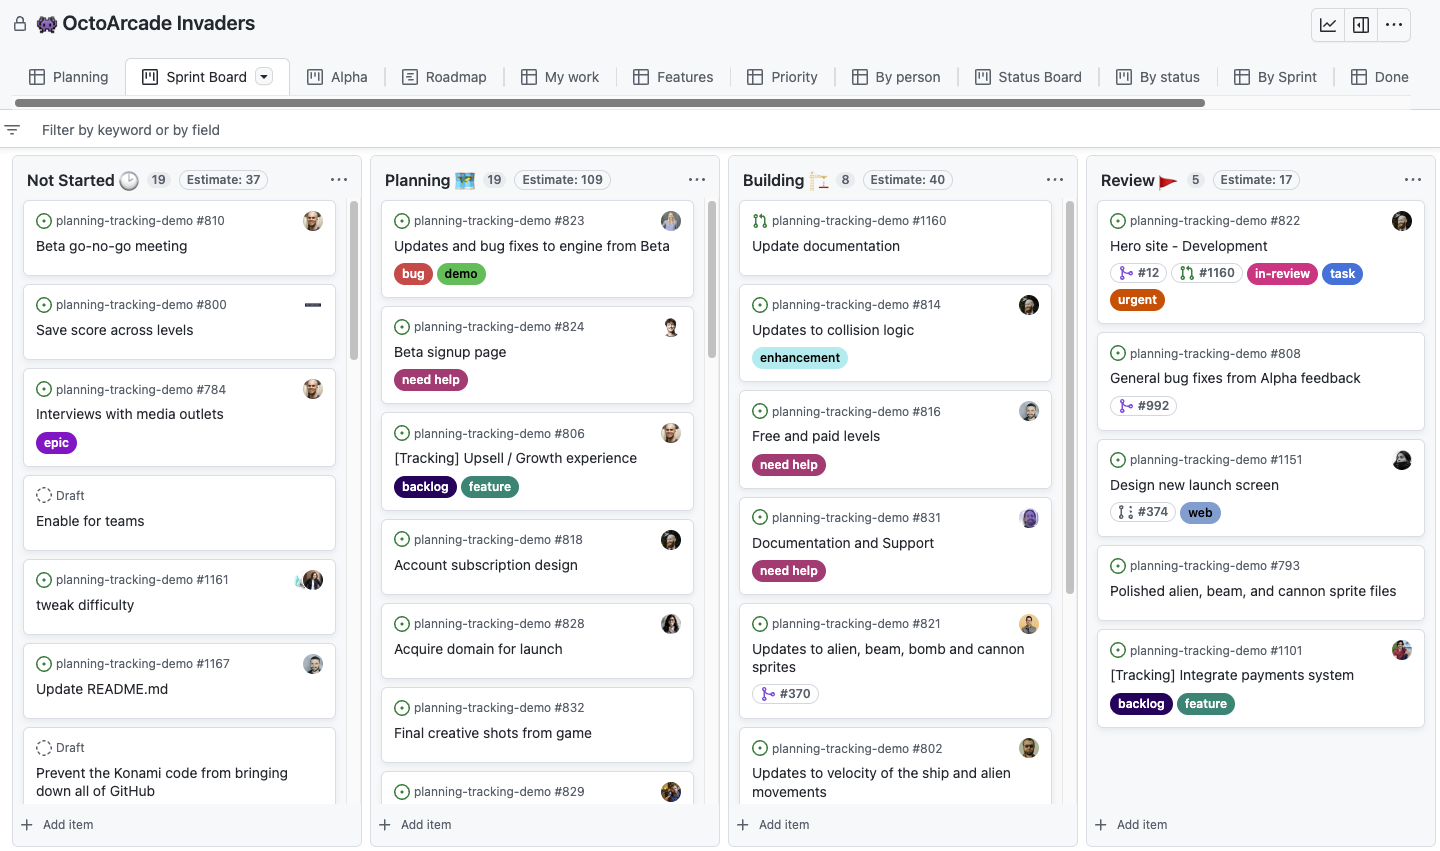 OctoArcade Invaders
Planning
Sprint Board
Alpha
Roadmap
My work
Features
Priority
By person
Status Board
By status
By Sprint
Done
Filter by keyword or by field
Not Started 19 Estimate: 37
planning-tracking-demo #810
Beta go-no-go meeting
planning-tracking-demo #800
Save score across levels
planning-tracking-demo #784
Interviews with media outlets
epic
Draft
Enable for teams
planning-tracking-demo #1161
tweak difficulty
planning-tracking-demo #1167
Update README.md
Draft
Prevent the Konami code from bringing
down all of GitHub
Add item
Planning 19 Estimate: 109
planning-tracking-demo #823
Updates and bug fixes to engine from Beta
bug demo
planning-tracking-demo #824
Beta signup page
need help
planning-tracking-demo #806
[Tracking] Upsell / Growth experience
backlog feature
planning-tracking-demo #818
Account subscription design
planning-tracking-demo #828
Acquire domain for launch
planning-tracking-demo #832
Final creative shots from game
planning-tracking-demo #829
Add item
Building 8 Estimate: 40
planning-tracking-demo #1160
Update documentation
planning-tracking-demo #814
Updates to collision logic
enhancement
planning-tracking-demo #816
Free and paid levels
need help
planning-tracking-demo #831
Documentation and Support
need help
planning-tracking-demo #821
Updates to alien, beam, bomb and cannon
sprites
#370
planning-tracking-demo #802
Updates to velocity of the ship and alien
movements
Add item
Review 5 Estimate: 17
planning-tracking-demo #822
Hero site - Development
#12 #1160 in-review task
urgent
planning-tracking-demo #808
General bug fixes from Alpha feedback
#992
planning-tracking-demo #1151
Design new launch screen
#374 web
planning-tracking-demo #793
Polished alien, beam, and cannon sprite files
planning-tracking-demo #1101
[Tracking] Integrate payments system
backlog feature
Add item